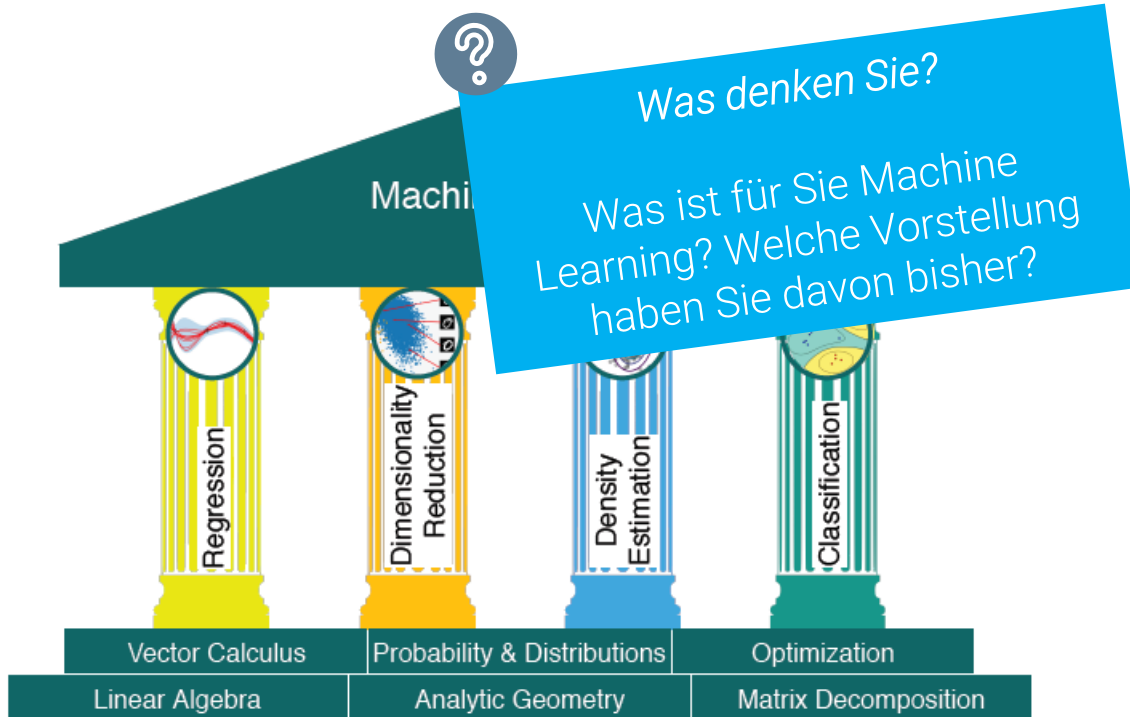 ?
Was denken Sie?
Was ist für Sie Machine
Learning? Welche Vorstellung
haben Sie davon bisher?
Regression
Dimensionality
Reduction
Density
Estimation
Classification
Vector Calculus
Probability & Distributions
Optimization
Linear Algebra
Analytic Geometry
Matrix Decomposition